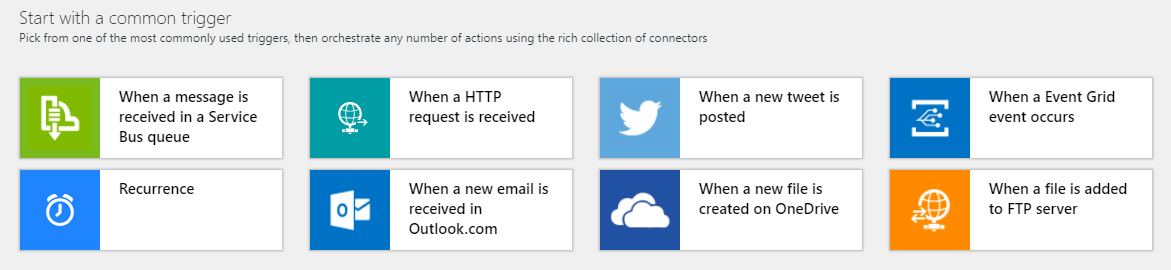 Start with a common trigger
Pick from one of the most commonly used triggers, then orchestrate any number of actions using the rich collection of connectors
When a message is
received in a Service
Bus queue
When a HTTP
request is received
When a new tweet is
posted
When a Event Grid
event occurs
Recurrence
When a new email is
received in
Outlook.com
When a new file is
created on OneDrive
When a file is added
to FTP server